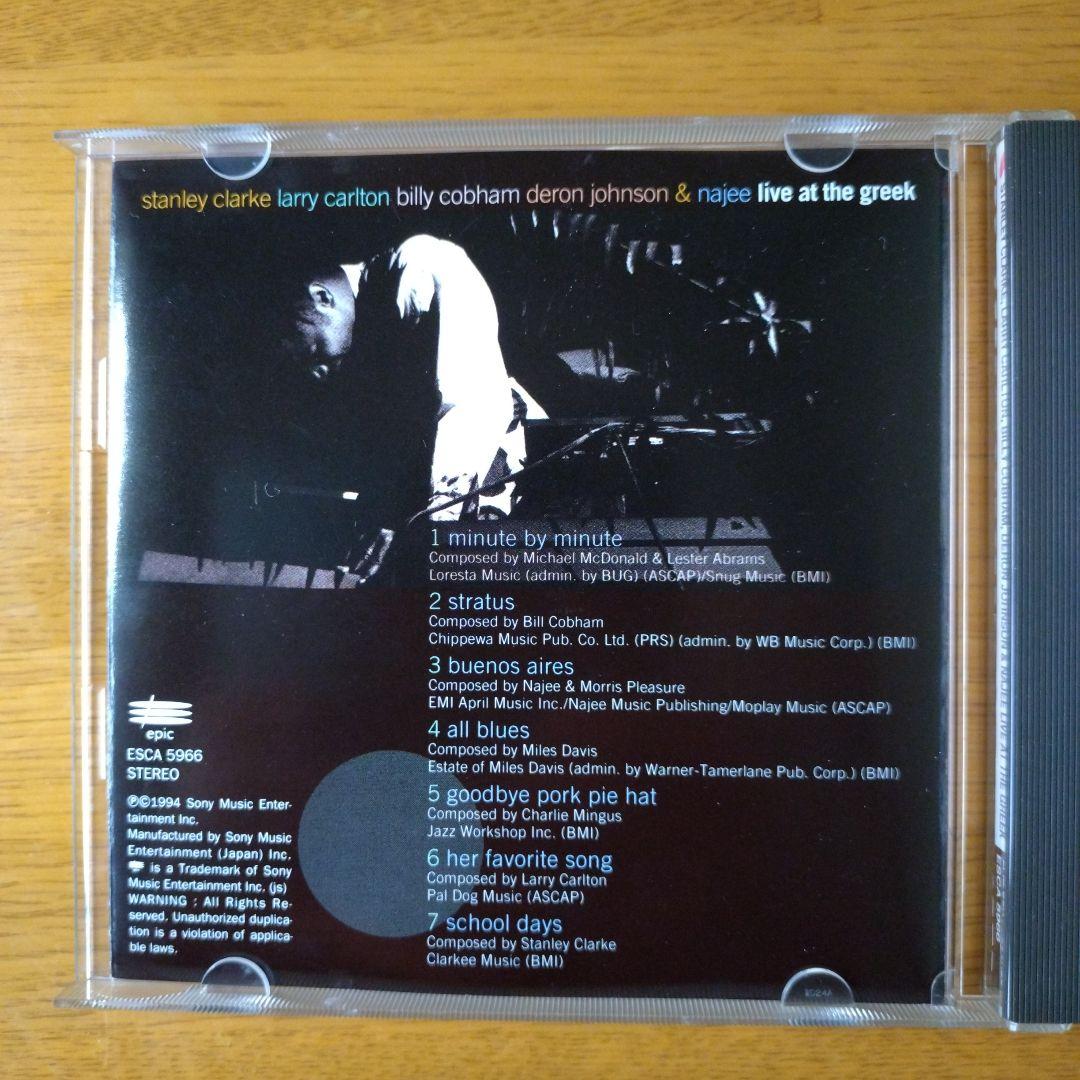 stanley clarke larry carlton billy cobham deron johnson & najee live at the greek
1 minute by minute
Composed by Michael McDonald & Lester Abrams
Loresta Music (admin. by BUG) (ASCAP)/Snug Music (BMI)
2 stratus
Composed by Bill Cobham
Chippewa Music Pub. Co. Ltd. (PRS) (admin. by WB Music Corp.) (BMI)
3 buenos aires
Composed by Najee & Morris Pleasure
EMI April Music Inc./Najee Music Publishing/Moplay Music (ASCAP)
4 all blues
Composed by Miles Davis
Estate of Miles Davis (admin. by Warner-Tamerlane Pub. Corp.) (BMI)
5 goodbye pork pie hat
Composed by Charlie Mingus
Jazz Workshop Inc. (BMI)
6 her favorite song
Composed by Larry Carlton
Pal Dog Music (ASCAP)
7 school days
Composed by Stanley Clarke
Clarkee Music (BMI)
epic
ESCA 5966
STEREO
℗©1994 Sony Music Enter-
tainment Inc.
Manufactured by Sony Music
Entertainment (Japan) Inc.
is a Trademark of Sony
Music Entertainment Inc. (js)
WARNING : All Rights Re-
served. Unauthorized duplica-
tion is a violation of applica-
ble laws.